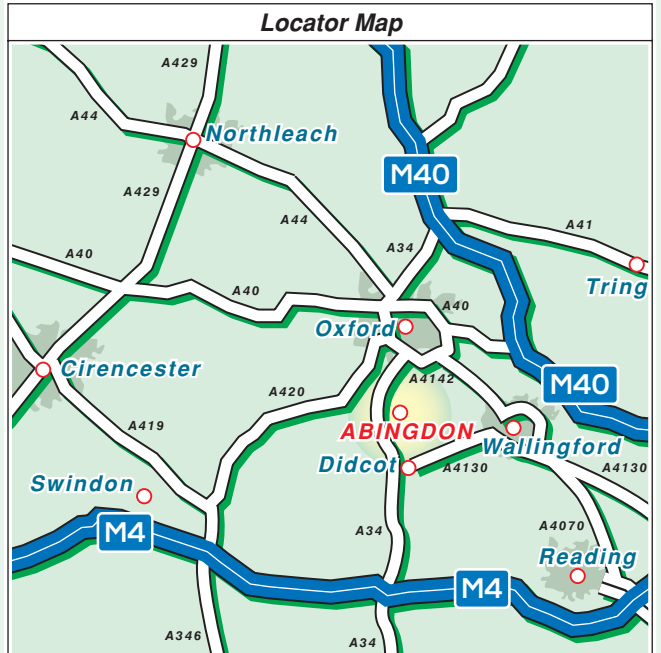 Locator Map
A429
A44
Northleach
M40
A429
A44
A34
A41
A40
Tring
A40
A40
Oxford
Cirencester
A4142
M40
A420
A419
ABINGDON
Wallingford
Didcot
A4130
A4130
Swindon
M4
A34
A4070
Reading
M4
A346
A34